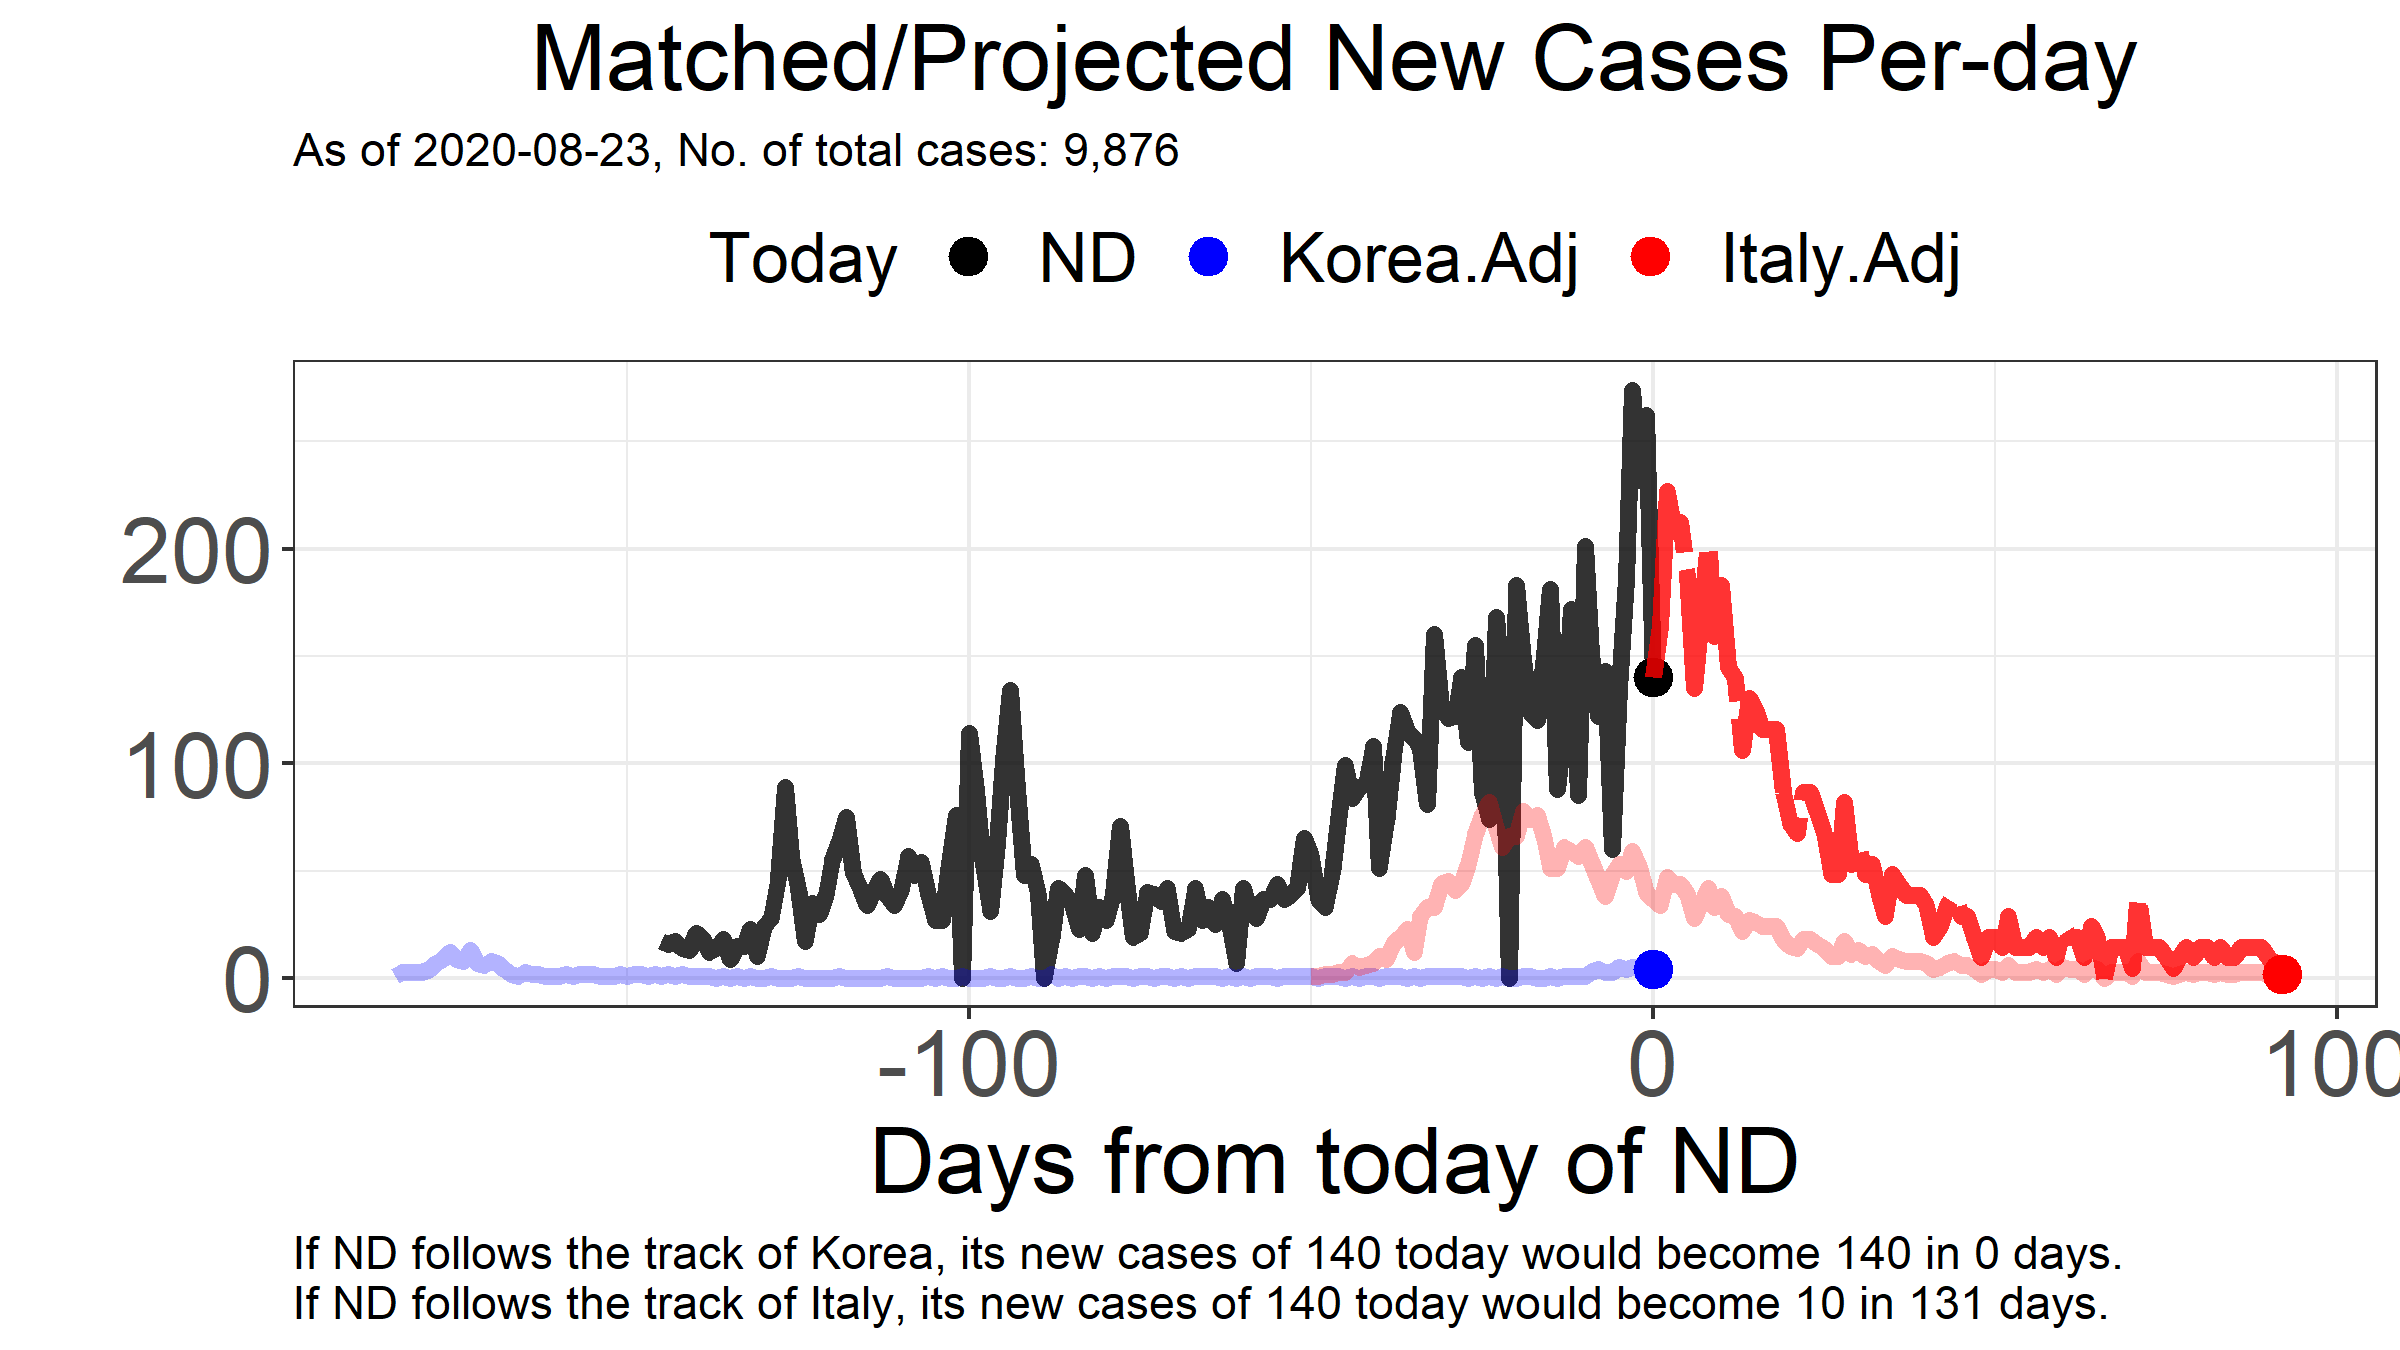 Matched/Projected New Cases Per-day
As of 2020-08-23, No. of total cases: 9,876
Today ND Korea.Adj Italy.Adj
200
100
0
-100 0 100
Days from today of ND
If ND follows the track of Korea, its new cases of 140 today would become 140 in 0 days.
If ND follows the track of Italy, its new cases of 140 today would become 10 in 131 days.